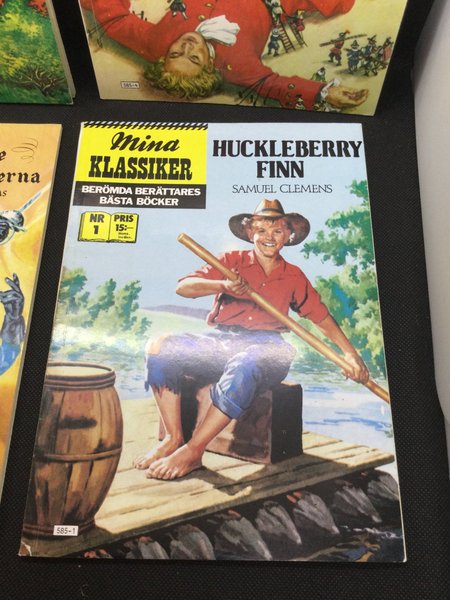 585-4
e
erna
AS
Mina
KLASSIKER
BERÖMDA BERÄTTARES
BÄSTA BÖCKER
NR
1
PRIS
15:-
HUCKLEBERRY
FINN
SAMUEL CLEMENS
585-1